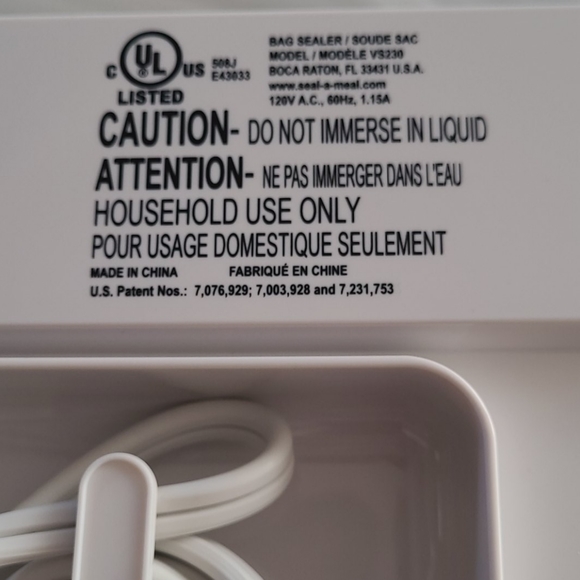 BAG SEALER / SOUDE SAC
MODEL / MODÈLE VS230
BOCA RATON, FL 33431 U.S.A.
www.seal-a-meal.com
120V A.C., 60Hz, 1.15A
C UL US
LISTED
508J
E43033
CAUTION- DO NOT IMMERSE IN LIQUID
ATTENTION- NE PAS IMMERGER DANS L'EAU
HOUSEHOLD USE ONLY
POUR USAGE DOMESTIQUE SEULEMENT
MADE IN CHINA FABRIQUÉ EN CHINE
U.S. Patent Nos.: 7,076,929; 7,003,928 and 7,231,753